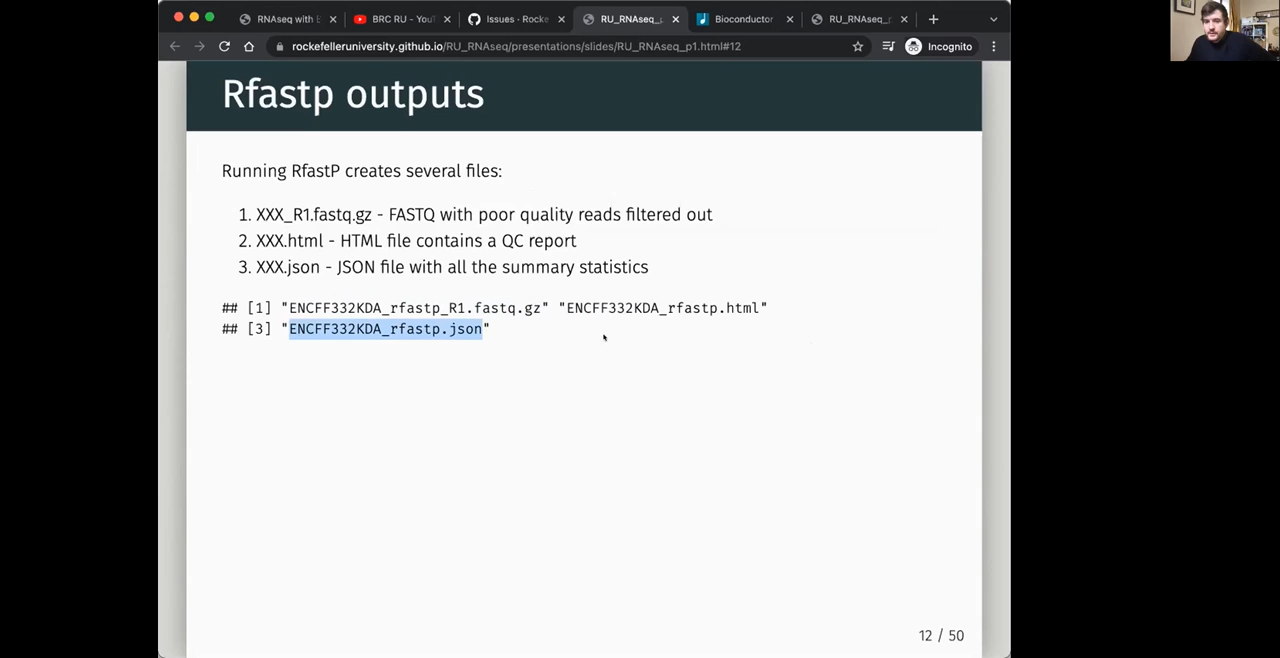 RNAseq with
BRC RU - You
Issues · Rocke
RU_RNAseq_
Bioconductor
RU_RNAseq_
rockefelleruniversity.github.io/RU_RNAseq/presentations/slides/RU_RNAseq_p1.html#12
Incognito
Rfastp outputs
Running RfastP creates several files:
1. XXX_R1.fastq.gz - FASTQ with poor quality reads filtered out
2. XXX.html - HTML file contains a QC report
3. XXX.json - JSON file with all the summary statistics
## [1] "ENCFF332KDA_rfastp_R1.fastq.gz" "ENCFF332KDA_rfastp.html"
## [3] "ENCFF332KDA_rfastp.json"
12 / 50